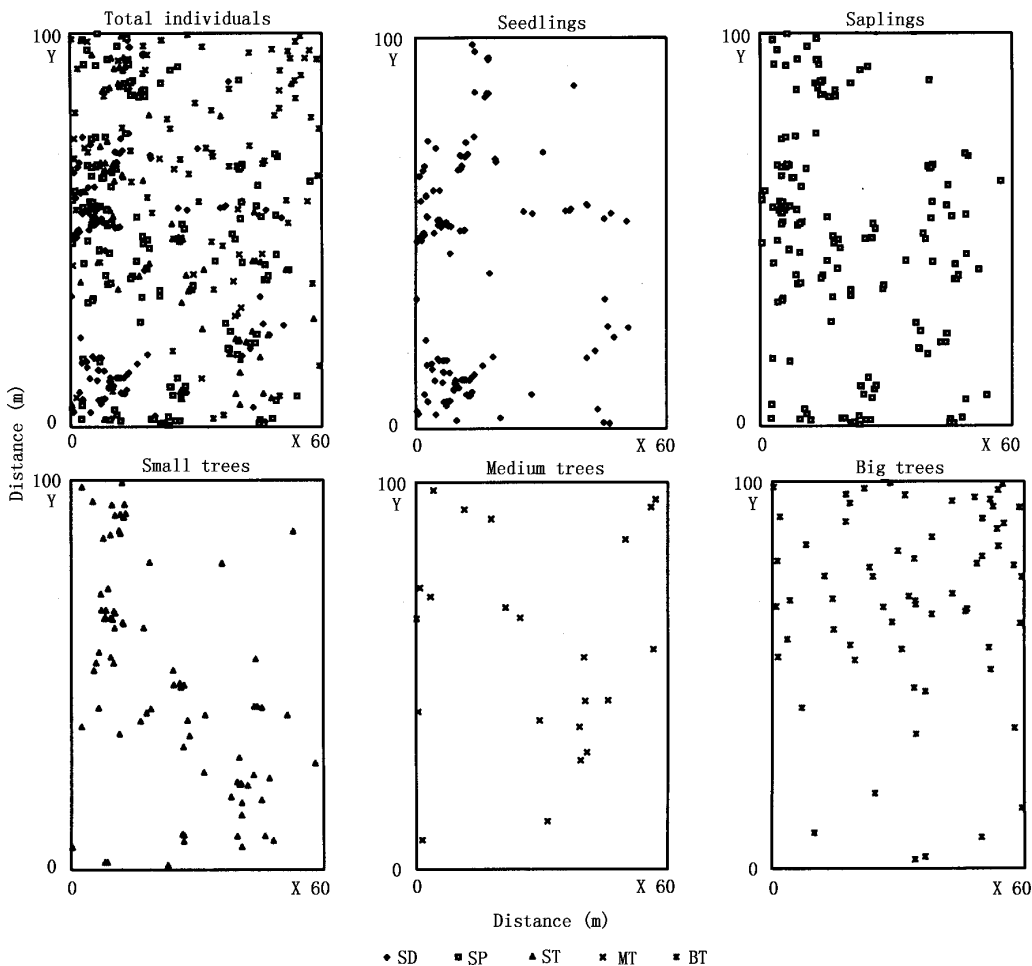 Total individuals
Seedlings
Saplings
100
Y
0
0
X 60
100
Y
0
0
X 60
100
Y
0
0
X 60
Distance (m)
Small trees
Medium trees
Big trees
100
Y
0
0
X 60
100
Y
0
0
X 60
100
Y
0
0
X 60
Distance (m)
SD SP ST MT BT